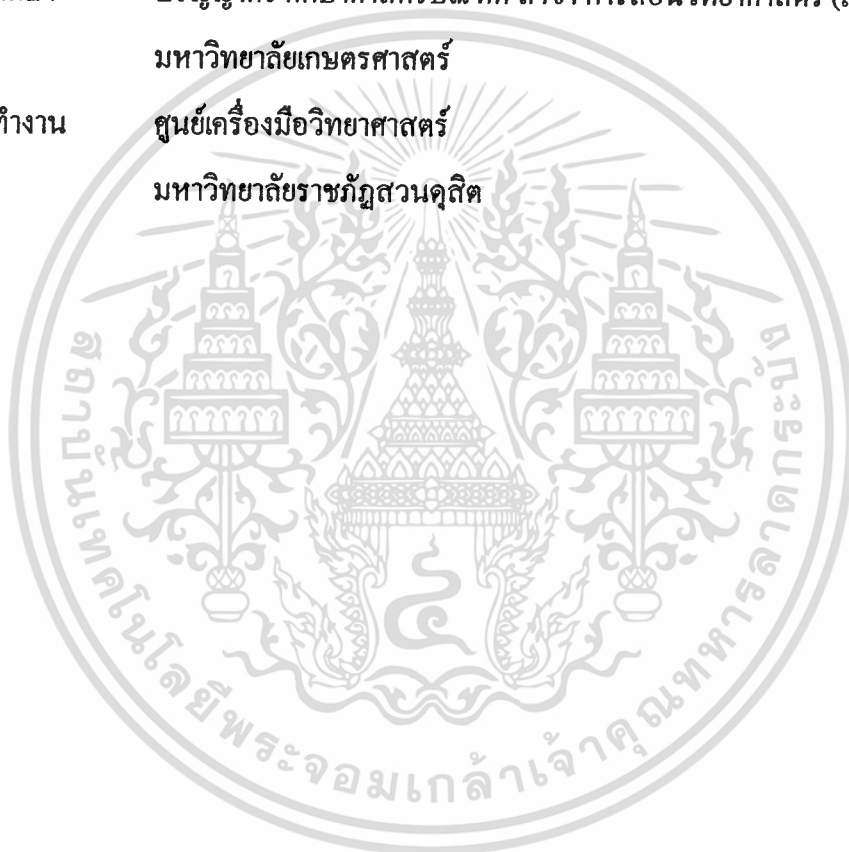 มหาวิทยาลัยเกษตรศาสตร์
ทำงาน ศูนย์เครื่องมือวิทยาศาสตร์
มหาวิทยาลัยราชภัฏสวนดุสิต
สถาบันเทคโนโลยีพระจอมเกล้าเจ้าคุณทหารลาดกระบัง